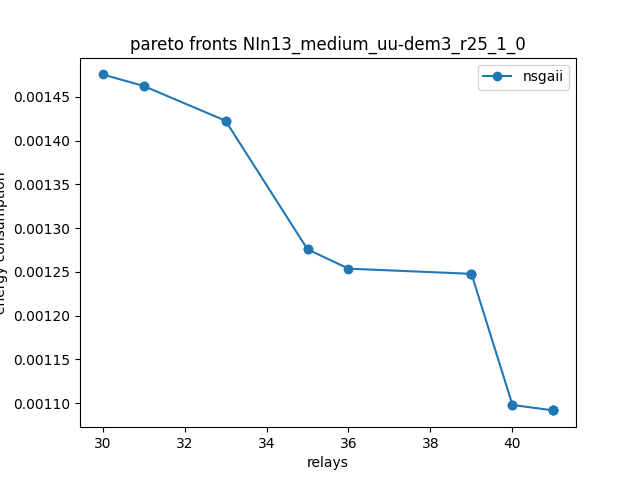 pareto fronts NIn13_medium_uu-dem3_r25_1_0
nsgaii
0.00145
0.00140
0.00135
0.00130
0.00125
0.00120
0.00115
0.00110
energy consumption
30 32 34 36 38 40
relays